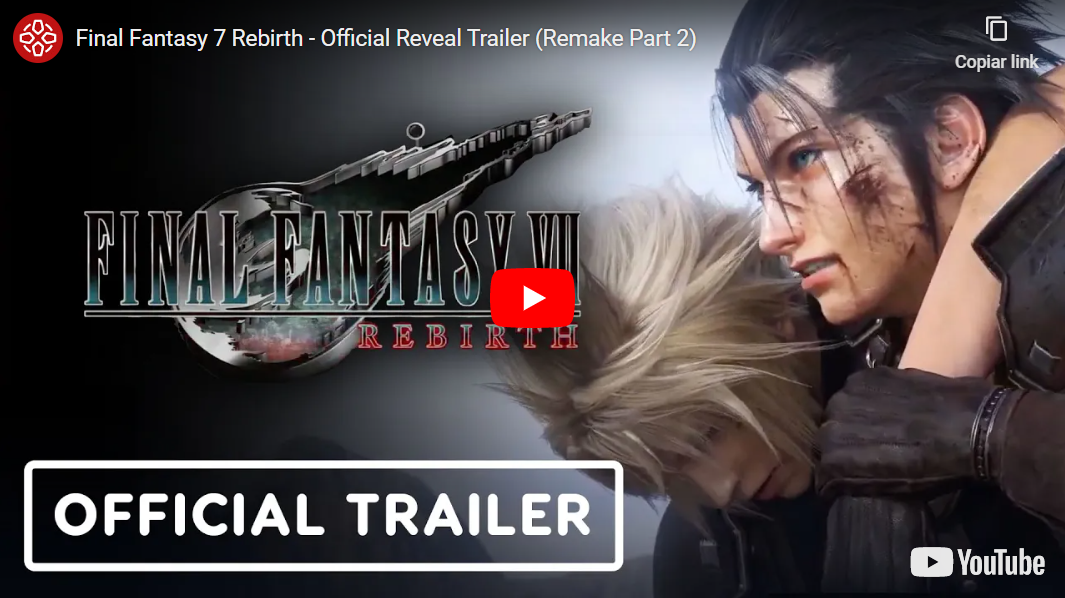 Final Fantasy 7 Rebirth - Official Reveal Trailer (Remake Part 2)
Copiar link
FINAL FANTASY VII
REBIRTH
OFFICIAL TRAILER
YouTube